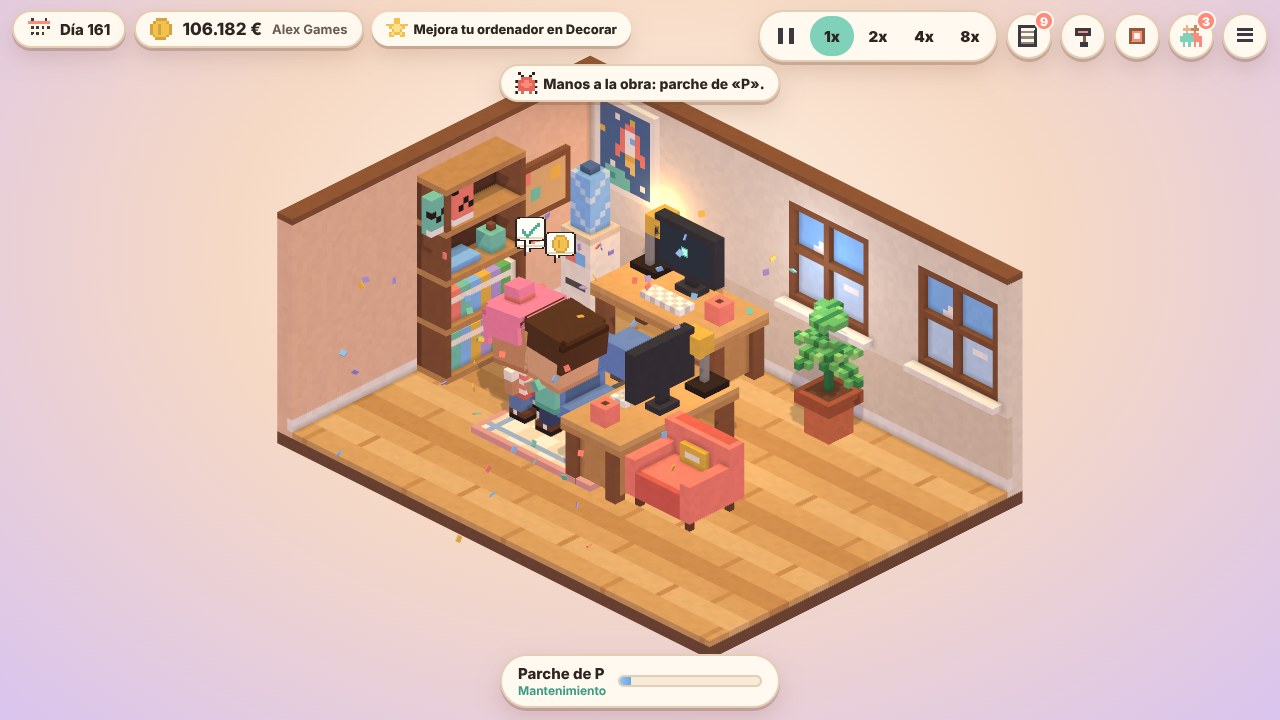 Día 161
106.182 € Alex Games
Mejora tu ordenador en Decorar
1x 2x 4x 8x
9
3
Manos a la obra: parche de «P».
Parche de P
Mantenimiento